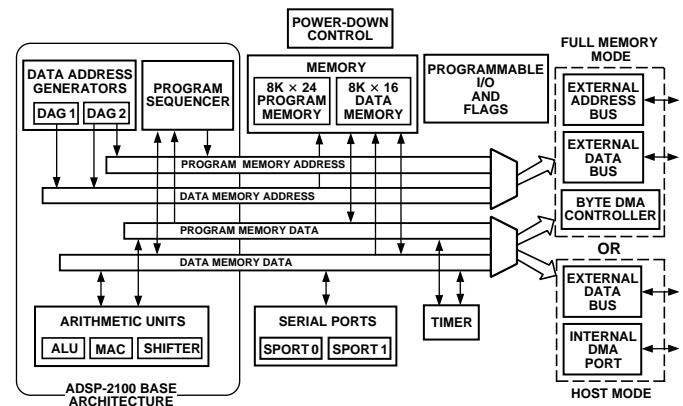 POWER-DOWN
CONTROL
FULL MEMORY
MODE
DATA ADDRESS
GENERATORS
DAG 1
DAG 2
PROGRAM
SEQUENCER
MEMORY
8K × 24
PROGRAM
MEMORY
8K × 16
DATA
MEMORY
PROGRAMMABLE
I/O
AND
FLAGS
EXTERNAL
ADDRESS
BUS
EXTERNAL
DATA
BUS
BYTE DMA
CONTROLLER
OR
PROGRAM MEMORY ADDRESS
DATA MEMORY ADDRESS
PROGRAM MEMORY DATA
DATA MEMORY DATA
ARITHMETIC UNITS
ALU
MAC
SHIFTER
SERIAL PORTS
SPORT 0
SPORT 1
TIMER
EXTERNAL
DATA
BUS
INTERNAL
DMA
PORT
HOST MODE
ADSP-2100 BASE
ARCHITECTURE